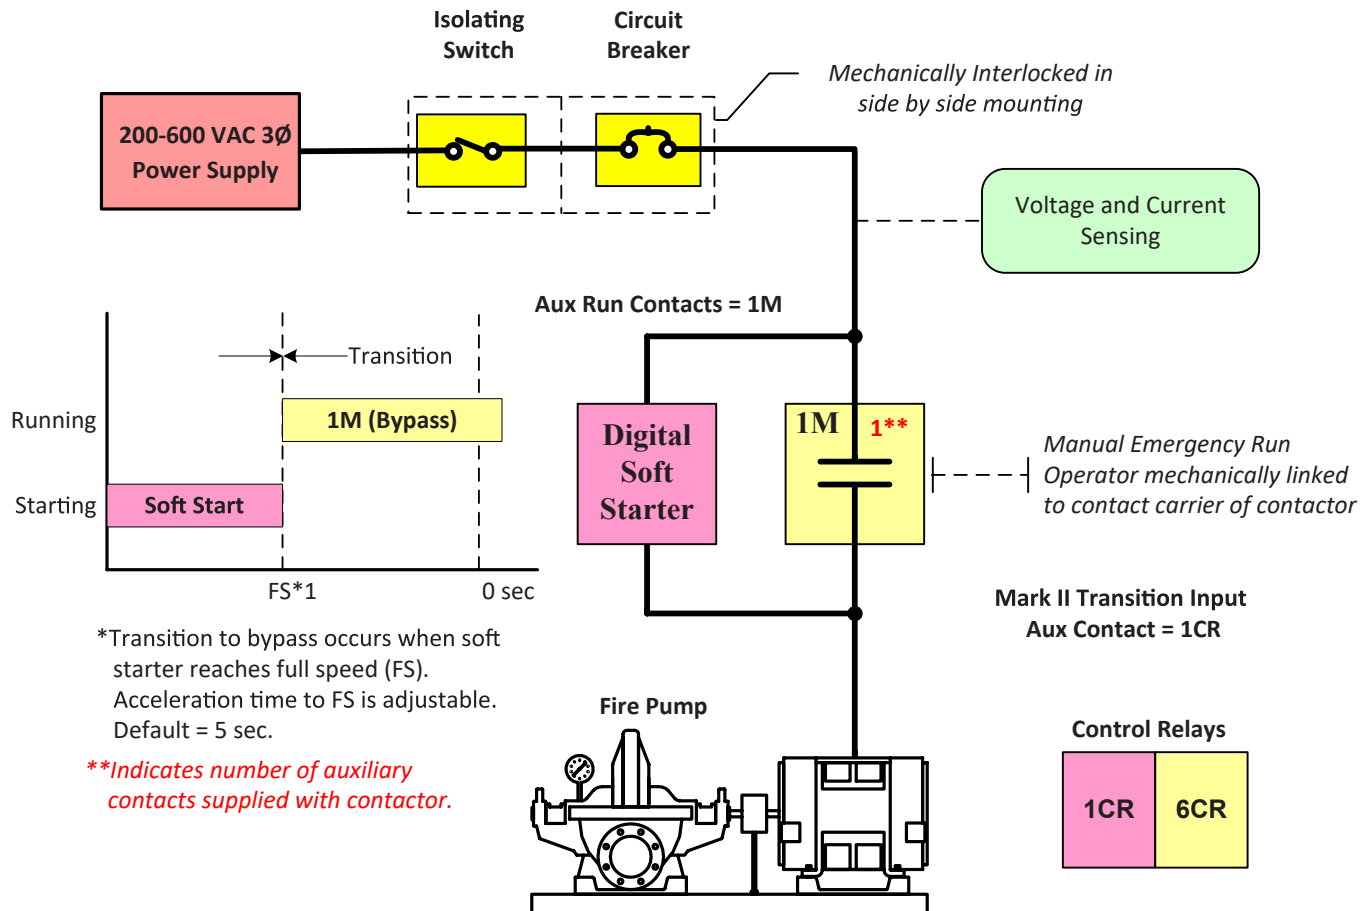 Isolating
Switch
Circuit
Breaker
Mechanically Interlocked in
side by side mounting
200-600 VAC 3Ø
Power Supply
Voltage and Current
Sensing
Aux Run Contacts = 1M
Transition
Running
1M (Bypass)
Starting
Soft Start
FS*1
0 sec
Digital
Soft
Starter
1M
1**
Manual Emergency Run
Operator mechanically linked
to contact carrier of contactor
*Transition to bypass occurs when soft
starter reaches full speed (FS).
Acceleration time to FS is adjustable.
Default = 5 sec.
**Indicates number of auxiliary
contacts supplied with contactor.
Mark II Transition Input
Aux Contact = 1CR
Fire Pump
Control Relays
1CR
6CR